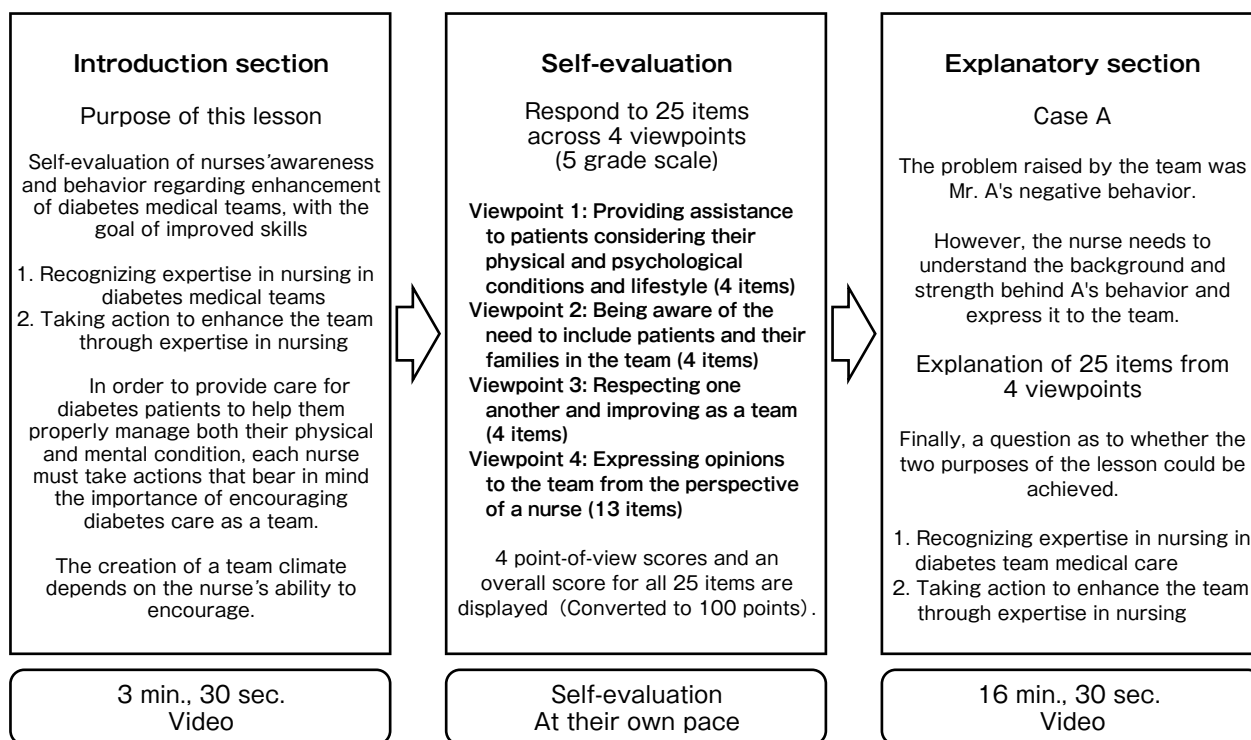 Introduction section
Purpose of this lesson
Self-evaluation of nurses' awareness
and behavior regarding enhancement
of diabetes medical teams, with the
goal of improved skills
1. Recognizing expertise in nursing in
diabetes medical teams
2. Taking action to enhance the team
through expertise in nursing
In order to provide care for
diabetes patients to help them
properly manage both their physical
and mental condition, each nurse
must take actions that bear in mind
the importance of encouraging
diabetes care as a team.
The creation of a team climate
depends on the nurse's ability to
encourage.
3 min., 30 sec.
Video
Self-evaluation
Respond to 25 items
across 4 viewpoints
(5 grade scale)
Viewpoint 1: Providing assistance
to patients considering their
physical and psychological
conditions and lifestyle (4 items)
Viewpoint 2: Being aware of the
need to include patients and their
families in the team (4 items)
Viewpoint 3: Respecting one
another and improving as a team
(4 items)
Viewpoint 4: Expressing opinions
to the team from the perspective
of a nurse (13 items)
4 point-of-view scores and an
overall score for all 25 items are
displayed (Converted to 100 points).
Self-evaluation
At their own pace
Explanatory section
Case A
The problem raised by the team was
Mr. A's negative behavior.
However, the nurse needs to
understand the background and
strength behind A's behavior and
express it to the team.
Explanation of 25 items from
4 viewpoints
Finally, a question as to whether the
two purposes of the lesson could be
achieved.
1. Recognizing expertise in nursing in
diabetes team medical care
2. Taking action to enhance the team
through expertise in nursing
16 min., 30 sec.
Video